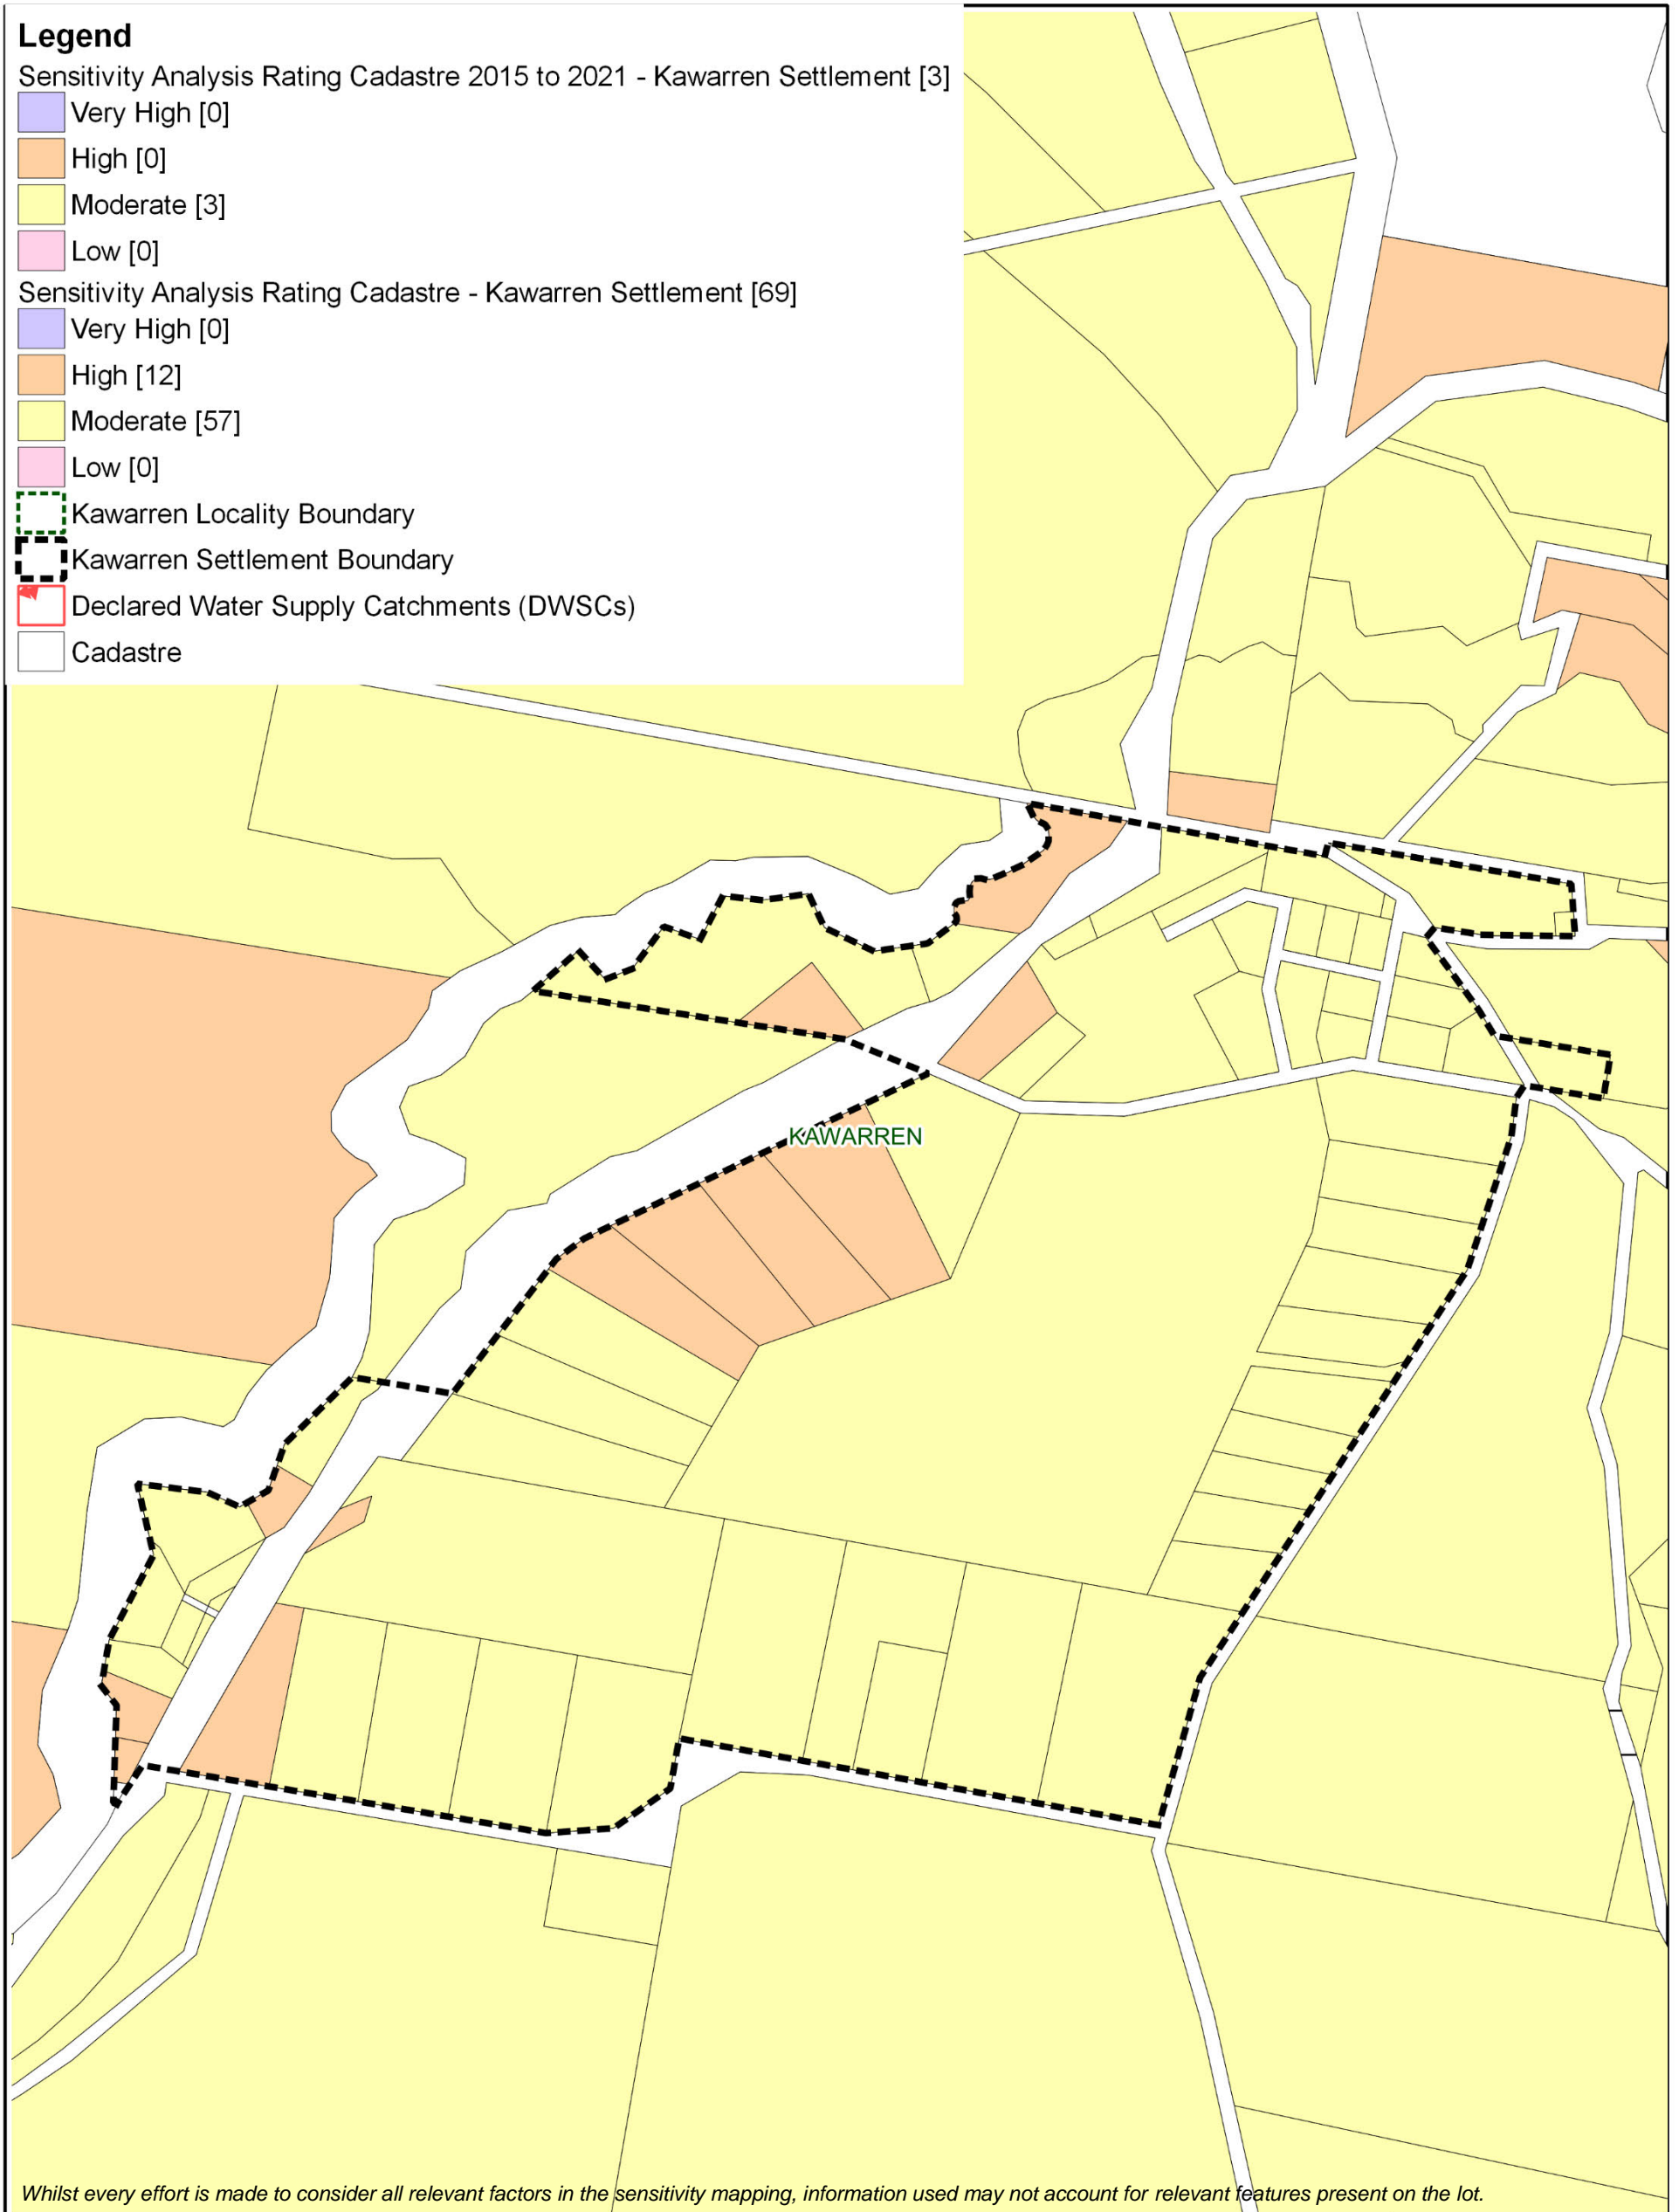 Legend
Sensitivity Analysis Rating Cadastre 2015 to 2021 - Kawarren Settlement [3]
Very High [0]
High [0]
Moderate [3]
Low [0]
Sensitivity Analysis Rating Cadastre - Kawarren Settlement [69]
Very High [0]
High [12]
Moderate [57]
Low [0]
Kawarren Locality Boundary
Kawarren Settlement Boundary
Declared Water Supply Catchments (DWSCs)
Cadastre
KAWARREN
Whilst every effort is made to consider all relevant factors in the sensitivity mapping, information used may not account for relevant features present on the lot.